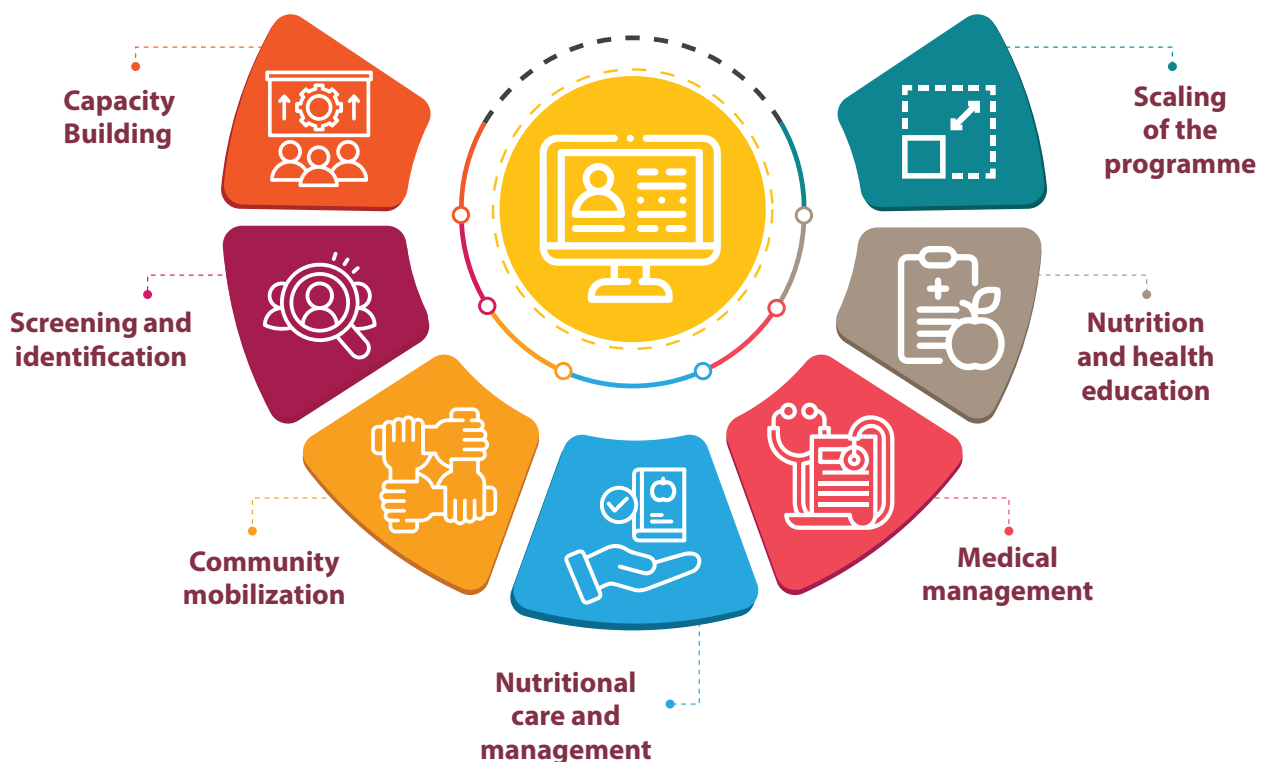 Capacity
Building
Screening and
identification
Community
mobilization
Nutritional
care and
management
Medical
management
Nutrition
and health
education
Scaling
of the
programme